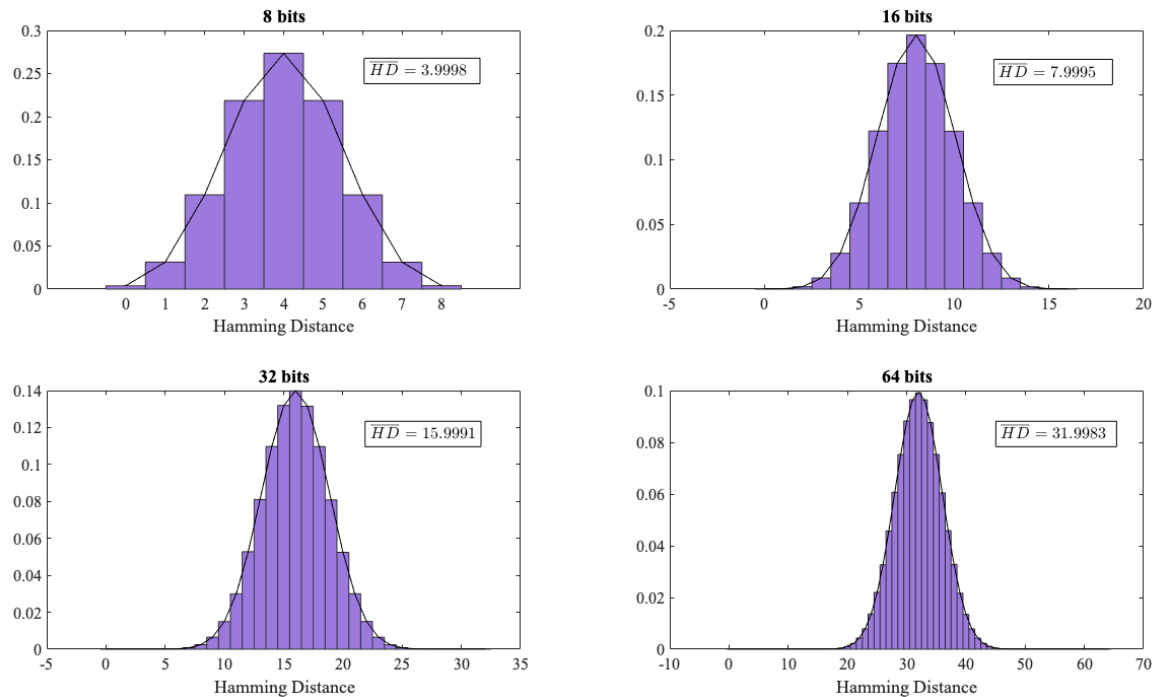 8 bits
0.3
0.25
0.2
0.15
0.1
0.05
0
HD = 3.9998
0 1 2 3 4 5 6 7 8
Hamming Distance
16 bits
0.2
0.15
0.1
0.05
0
HD = 7.9995
-5 0 5 10 15 20
Hamming Distance
32 bits
0.14
0.12
0.1
0.08
0.06
0.04
0.02
0
HD = 15.9991
-5 0 5 10 15 20 25 30 35
Hamming Distance
64 bits
0.1
0.08
0.06
0.04
0.02
0
HD = 31.9983
-10 0 10 20 30 40 50 60 70
Hamming Distance